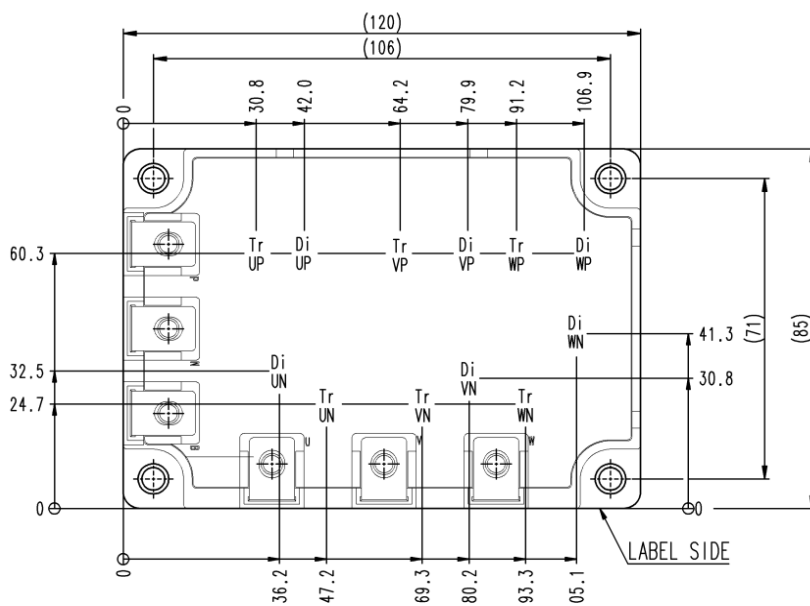 (120)
(106)
0
30.8
42.0
64.2
79.9
91.2
106.9
60.3
Tr
UP
Di
UP
Tr
VP
Di
VP
Tr
WP
Di
WP
P
N
B
Di
WN
41.3
30.8
(71)
(85)
32.5
24.7
Di
UN
Di
VN
Tr
UN
Tr
VN
Tr
WN
U
V
W
0
0
LABEL SIDE
0
36.2
47.2
69.3
80.2
93.3
05.1